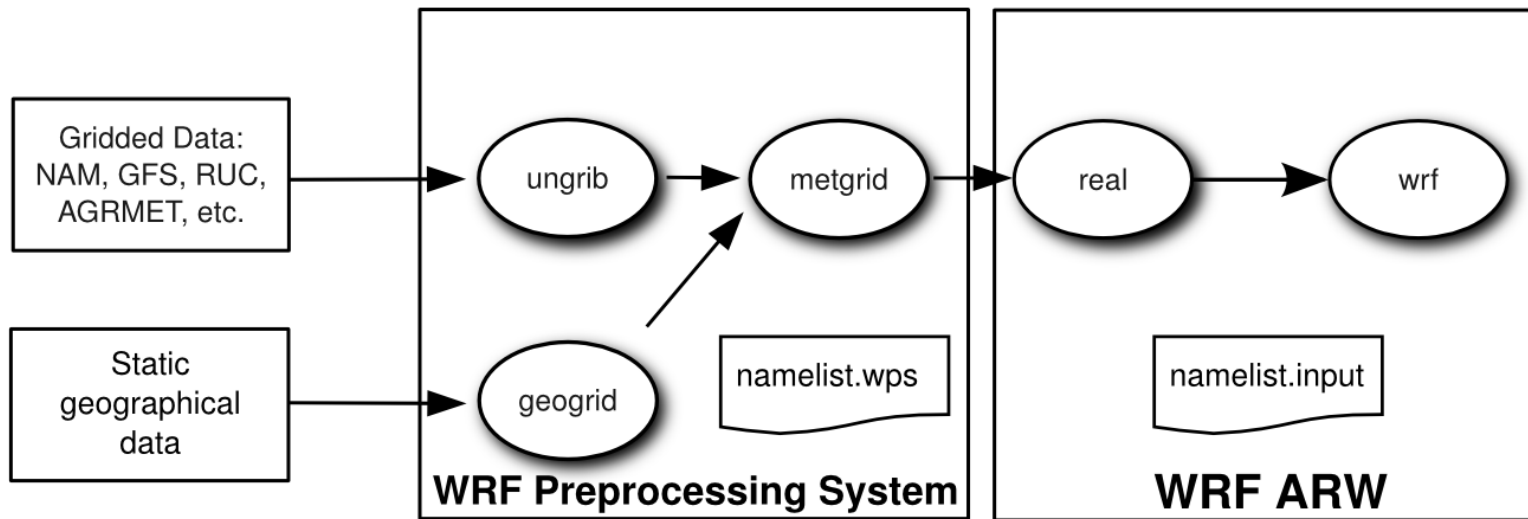 Gridded Data:
NAM, GFS, RUC,
AGRMET, etc.
ungrib
metgrid
real
wrf
Static
geographical
data
geogrid
namelist.wps
namelist.input
WRF Preprocessing System
WRF ARW